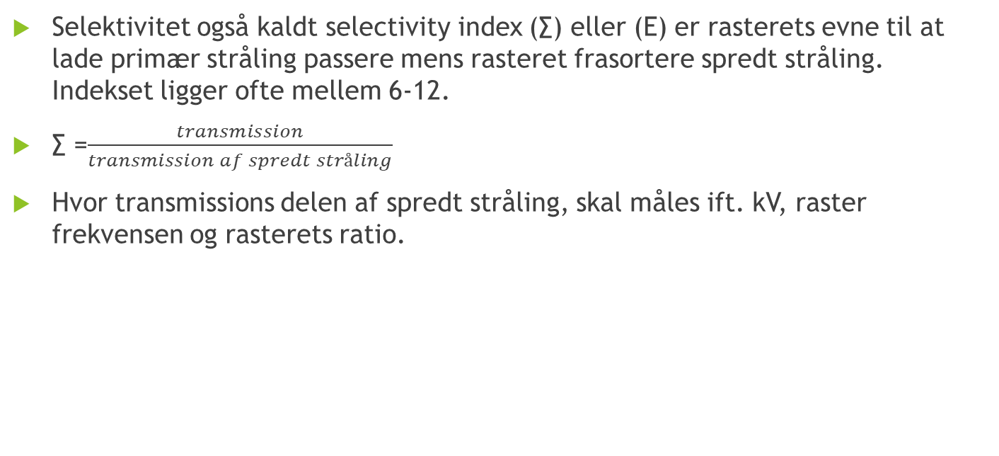 Selektivitet også kaldt selectivity index (∑) eller (E) er rasterets evne til at
lade primær stråling passere mens rasteret frasortere spredt stråling.
Indekset ligger ofte mellem 6-12.
∑ = transmission
transmission af spredt stråling
Hvor transmissions delen af spredt stråling, skal måles ift. kV, raster
frekvensen og rasterets ratio.